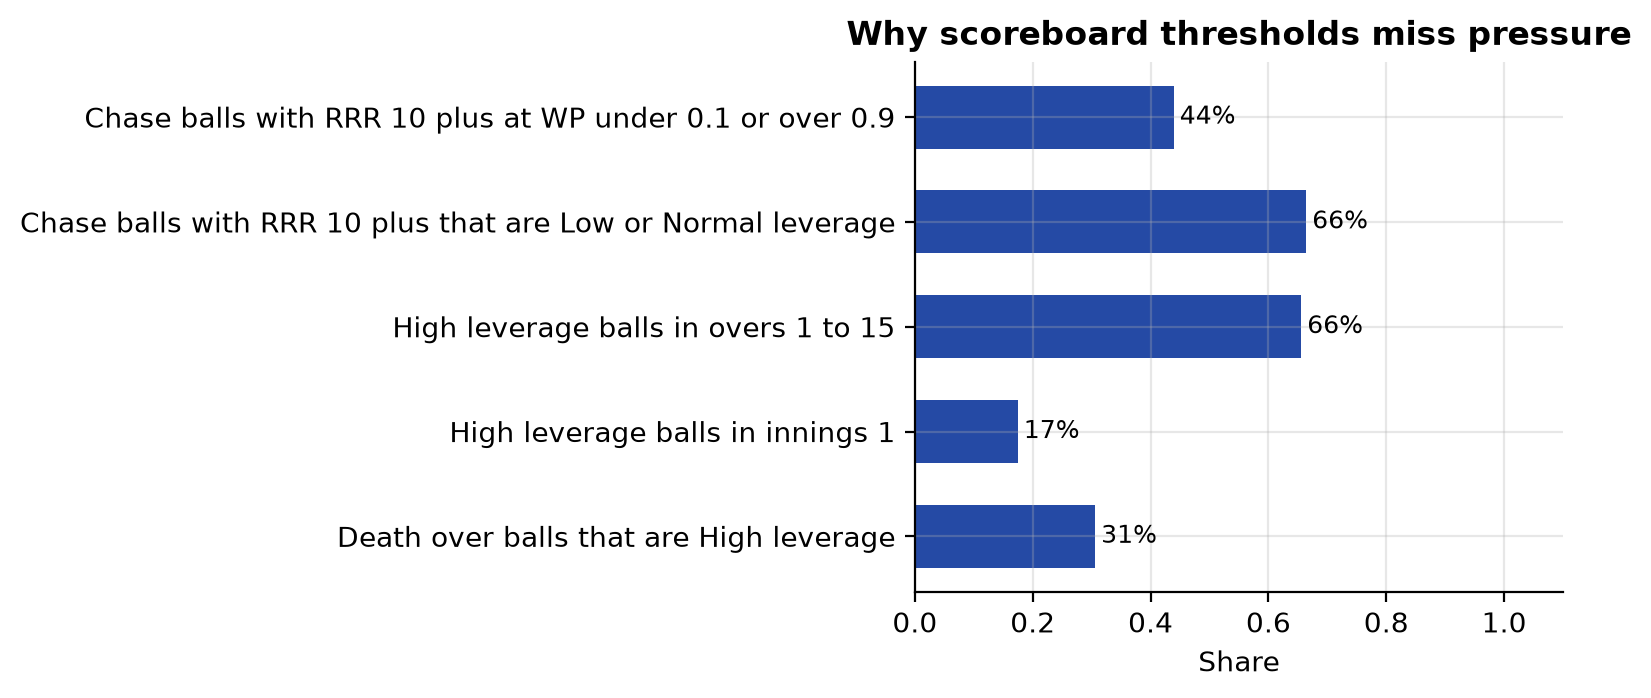 Why scoreboard thresholds miss pressure
Chase balls with RRR 10 plus at WP under 0.1 or over 0.9
44%
Chase balls with RRR 10 plus that are Low or Normal leverage
66%
High leverage balls in overs 1 to 15
66%
High leverage balls in innings 1
17%
Death over balls that are High leverage
31%
0.0 0.2 0.4 0.6 0.8 1.0
Share